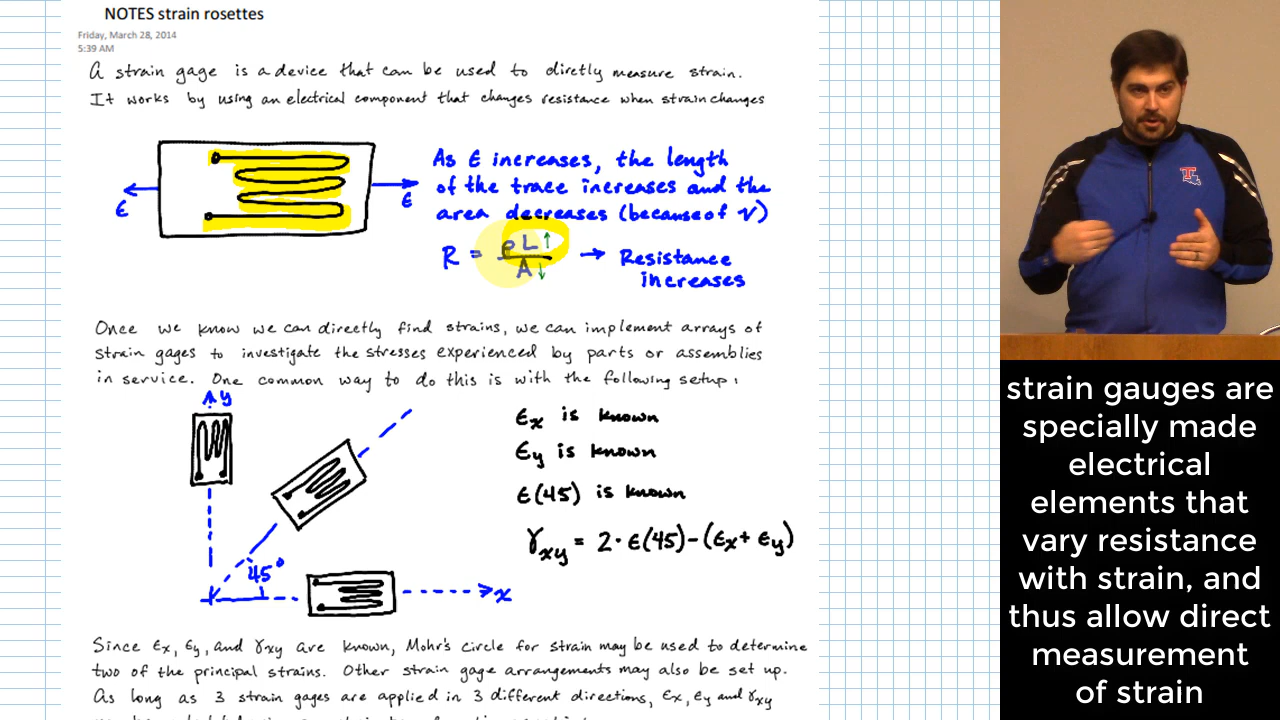 NOTES strain rosettes
Friday, March 28, 2014
5:39 AM
A strain gage is a device that can be used to directly measure strain.
It works by using an electrical component that changes resistance when strain changes
ϵ
ϵ
As ϵ increases, the length
of the trace increases and the
area decreases (because of ν)
R = ρL↑ / A↓ → Resistance
increases
Once we know we can directly find strains, we can implement arrays of
strain gages to investigate the stresses experienced by parts or assemblies
in service. One common way to do this is with the following setup:
y
45°
x
ϵx is known
ϵy is known
ϵ(45) is known
γxy = 2·ϵ(45)-(ϵx+ϵy)
Since ϵx, ϵy, and γxy are known, Mohr's circle for strain may be used to determine
two of the principal strains. Other strain gage arrangements may also be set up.
As long as 3 strain gages are applied in 3 different directions, ϵx, ϵy and γxy
T
strain gauges are
specially made
electrical
elements that
vary resistance
with strain, and
thus allow direct
measurement
of strain